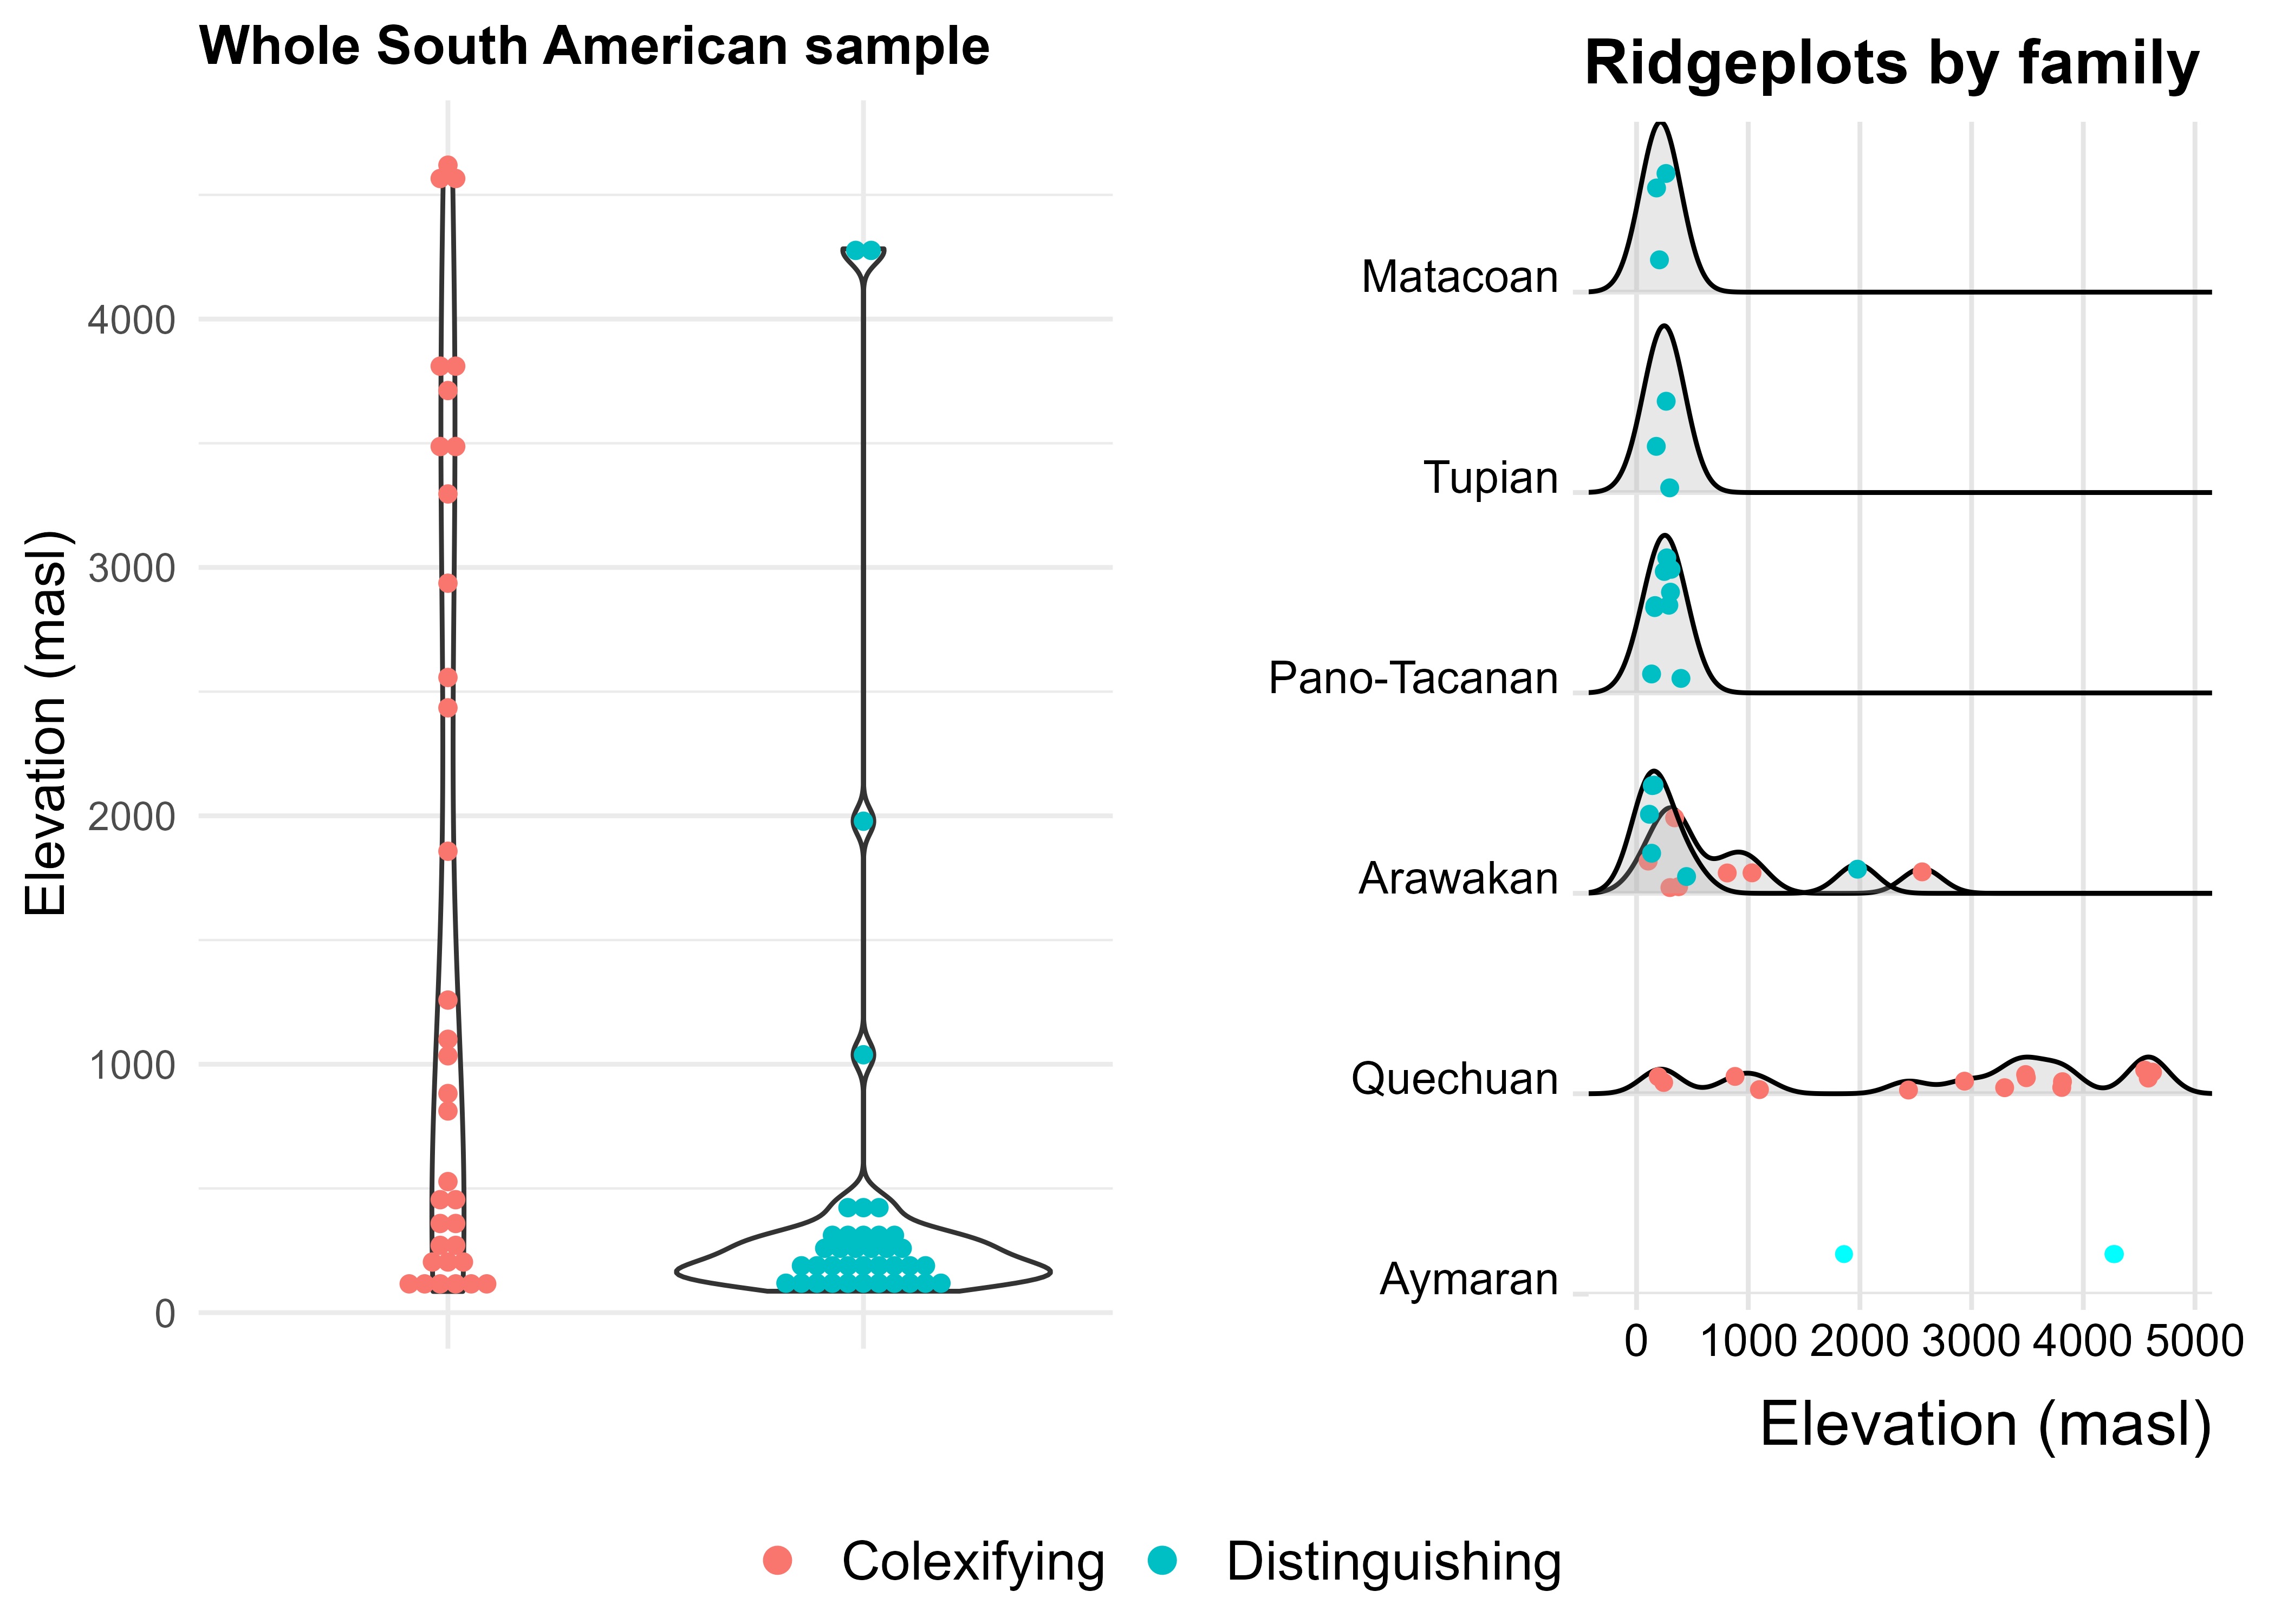 Whole South American sample
Elevation (masl)
4000
3000
2000
1000
0
Ridgeplots by family
Matacoan
Tupian
Pano-Tacanan
Arawakan
Quechuan
Aymaran
0 1000 2000 3000 4000 5000
Elevation (masl)
Colexifying Distinguishing